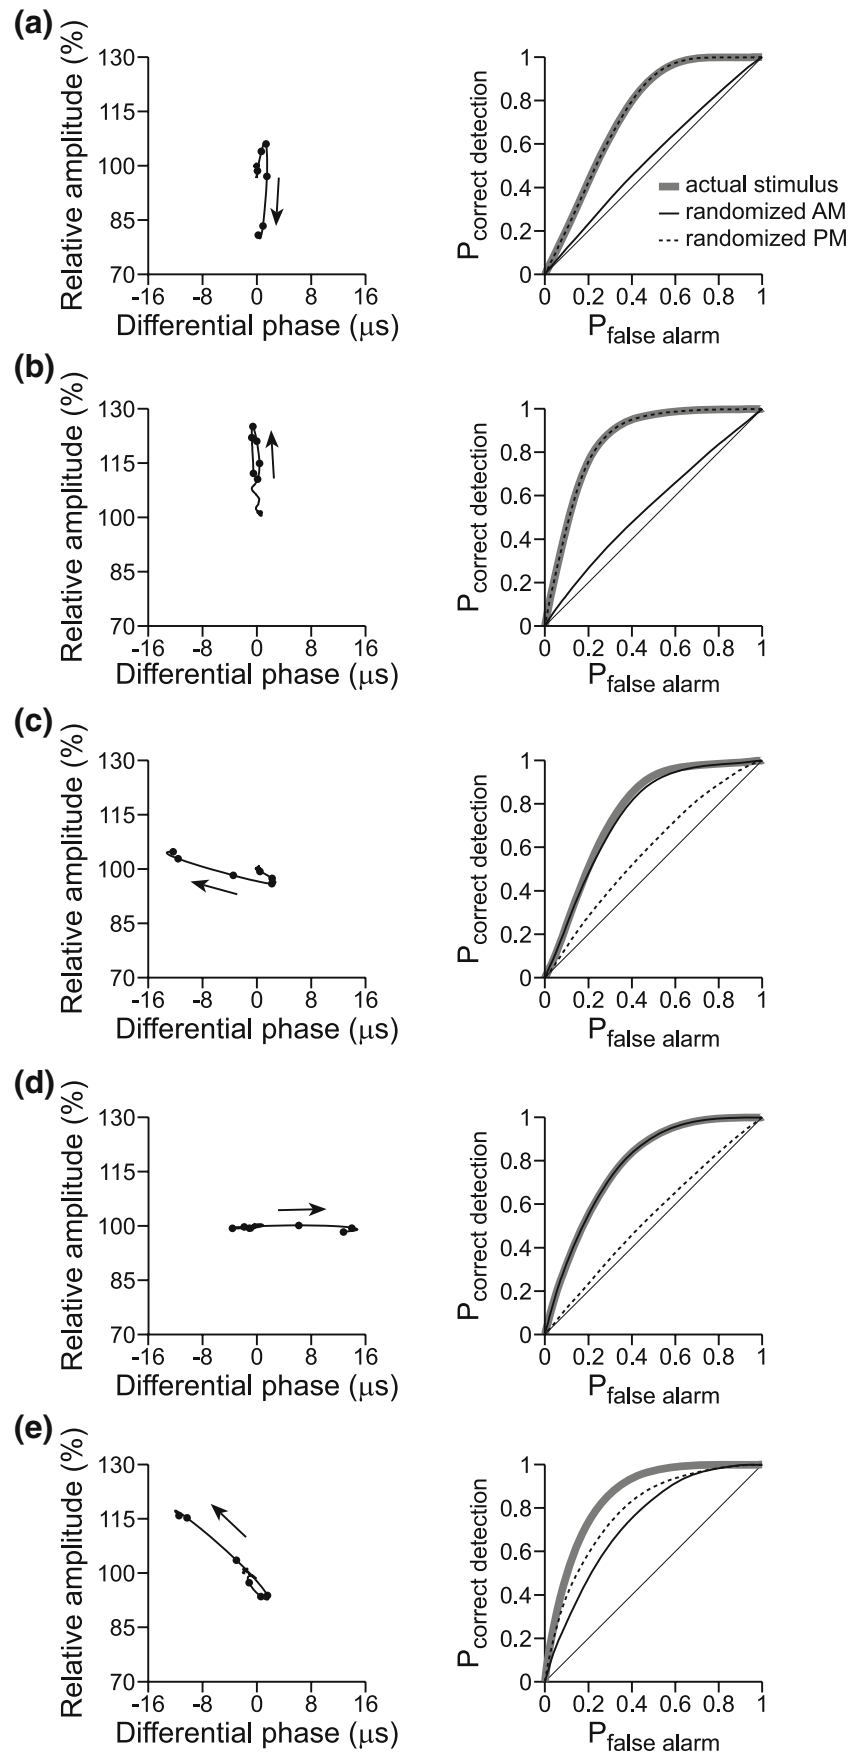 (a)
Relative amplitude (%)
130
115
100
85
70
-16 -8 0 8 16
Differential phase (μs)
P correct detection
1
0.8
0.6
0.4
0.2
0
0 0.2 0.4 0.6 0.8 1
P false alarm
actual stimulus
randomized AM
randomized PM
(b)
Relative amplitude (%)
130
115
100
85
70
-16 -8 0 8 16
Differential phase (μs)
P correct detection
1
0.8
0.6
0.4
0.2
0
0 0.2 0.4 0.6 0.8 1
P false alarm
(c)
Relative amplitude (%)
130
115
100
85
70
-16 -8 0 8 16
Differential phase (μs)
P correct detection
1
0.8
0.6
0.4
0.2
0
0 0.2 0.4 0.6 0.8 1
P false alarm
(d)
Relative amplitude (%)
130
115
100
85
70
-16 -8 0 8 16
Differential phase (μs)
P correct detection
1
0.8
0.6
0.4
0.2
0
0 0.2 0.4 0.6 0.8 1
P false alarm
(e)
Relative amplitude (%)
130
115
100
85
70
-16 -8 0 8 16
Differential phase (μs)
P correct detection
1
0.8
0.6
0.4
0.2
0
0 0.2 0.4 0.6 0.8 1
P false alarm